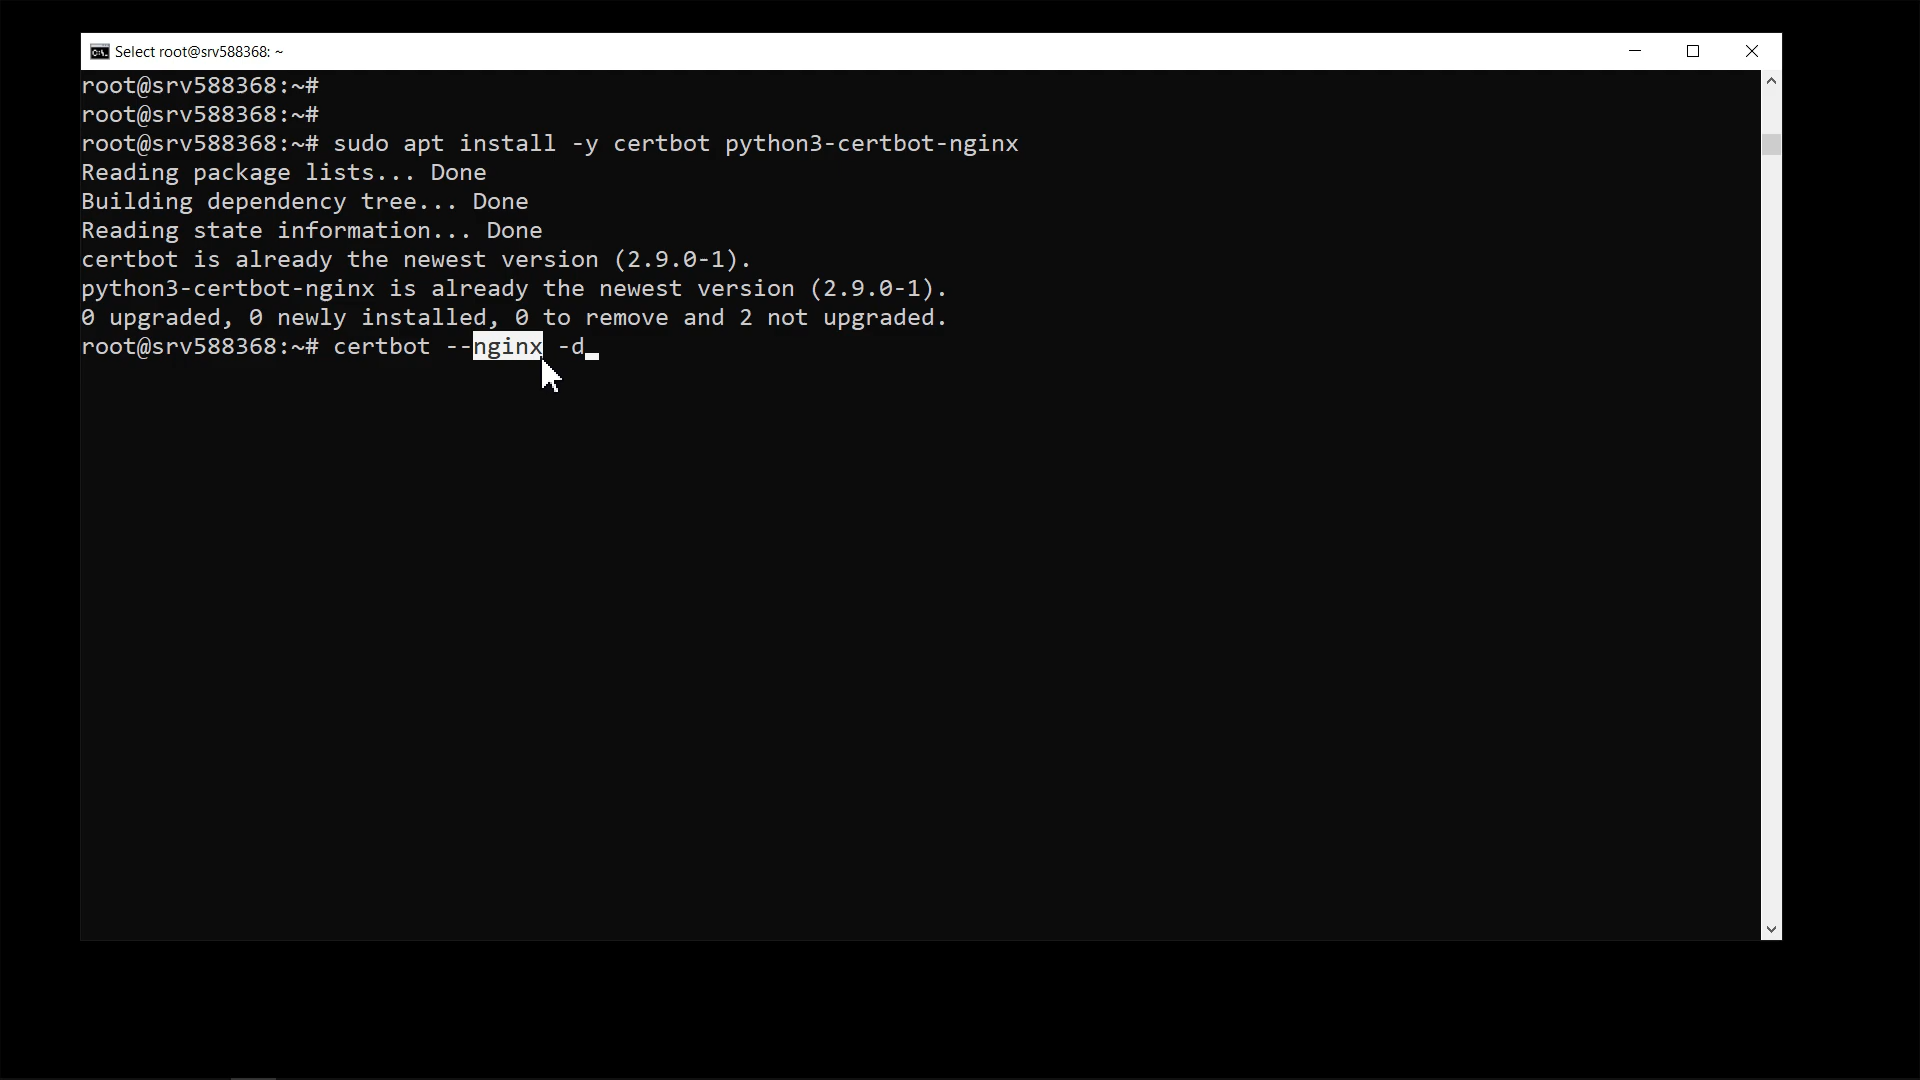 Select root@srv588368: ~
root@srv588368:~#
root@srv588368:~#
root@srv588368:~# sudo apt install -y certbot python3-certbot-nginx
Reading package lists... Done
Building dependency tree... Done
Reading state information... Done
certbot is already the newest version (2.9.0-1).
python3-certbot-nginx is already the newest version (2.9.0-1).
0 upgraded, 0 newly installed, 0 to remove and 2 not upgraded.
root@srv588368:~# certbot --nginx -d